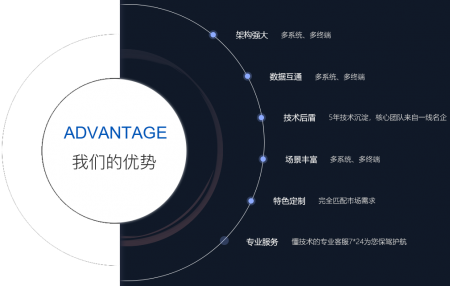 ADVANTAGE
我们的优势
架构强大 多系统、多终端
数据互通 多系统、多终端
技术后盾 5年技术沉淀，核心团队来自一线名企
场景丰富 多系统、多终端
特色定制 完全匹配市场需求
专业服务 懂技术的专业客服7*24为您保驾护航